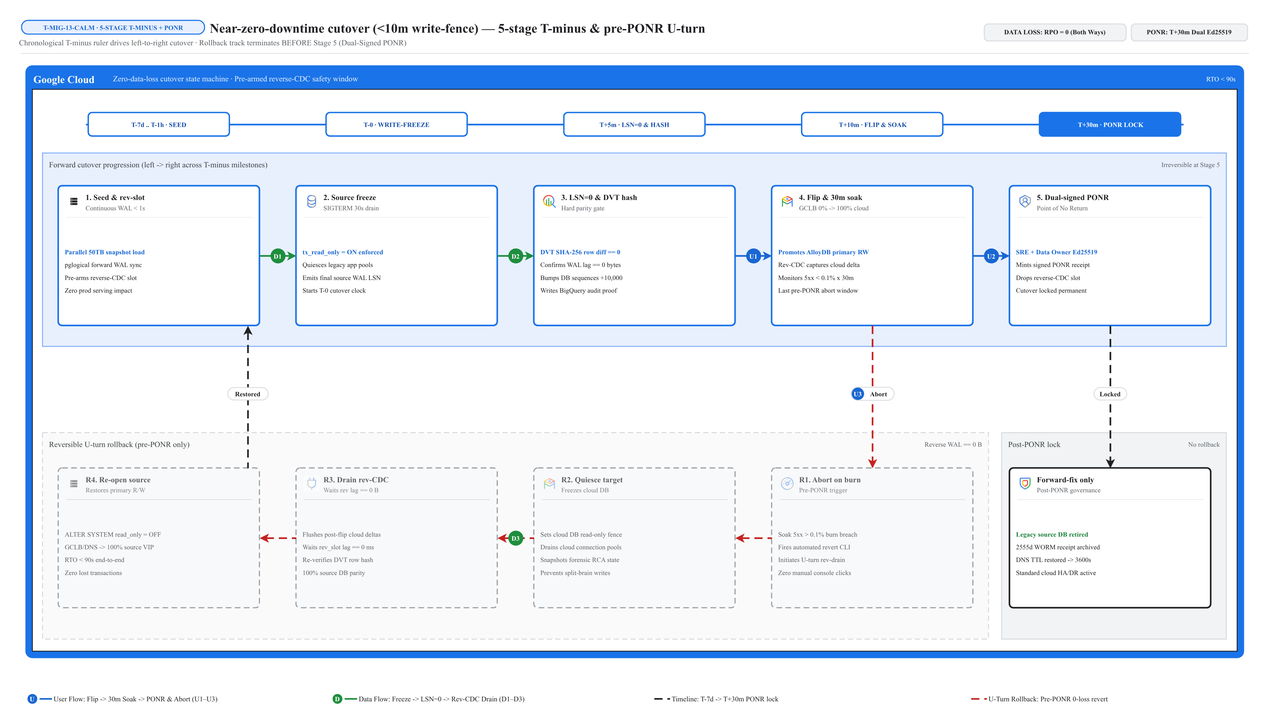 T-MIG-13-CALM · 5-STAGE T-MINUS + PONR
Near-zero-downtime cutover (<10m write-fence) — 5-stage T-minus & pre-PONR U-turn
Chronological T-minus ruler drives left-to-right cutover · Rollback track terminates BEFORE Stage 5 (Dual-Signed PONR)
DATA LOSS: RPO = 0 (Both Ways)
PONR: T+30m Dual Ed25519
Google Cloud
Zero-data-loss cutover state machine · Pre-armed reverse-CDC safety window
RTO < 90s
T-7d .. T-1h · SEED
T-0 · WRITE-FREEZE
T+5m · LSN=0 & HASH
T+10m · FLIP & SOAK
T+30m · PONR LOCK
Forward cutover progression (left -> right across T-minus milestones)
Irreversible at Stage 5
1. Seed & rev-slot
Continuous WAL < 1s
Parallel 50TB snapshot load
pglogical forward WAL sync
Pre-arms reverse-CDC slot
Zero prod serving impact
D1
2. Source freeze
SIGTERM 30s drain
tx_read_only = ON enforced
Quiesces legacy app pools
Emits final source WAL LSN
Starts T-0 cutover clock
D2
3. LSN=0 & DVT hash
Hard parity gate
DVT SHA-256 row diff == 0
Confirms WAL lag == 0 bytes
Bumps DB sequences +10,000
Writes BigQuery audit proof
U1
4. Flip & 30m soak
GCLB 0% -> 100% cloud
Promotes AlloyDB primary RW
Rev-CDC captures cloud delta
Monitors 5xx < 0.1% x 30m
Last pre-PONR abort window
U2
5. Dual-signed PONR
Point of No Return
SRE + Data Owner Ed25519
Mints signed PONR receipt
Drops reverse-CDC slot
Cutover locked permanent
Restored
U3 Abort
Locked
Reversible U-turn rollback (pre-PONR only)
Reverse WAL == 0 B
R4. Re-open source
Restores primary R/W
ALTER SYSTEM read_only = OFF
GCLB/DNS -> 100% source VIP
RTO < 90s end-to-end
Zero lost transactions
R3. Drain rev-CDC
Waits rev lag == 0 B
Flushes post-flip cloud deltas
Waits rev_slot lag == 0 ms
Re-verifies DVT row hash
100% source DB parity
D3
R2. Quiesce target
Freezes cloud DB
Sets cloud DB read-only fence
Drains cloud connection pools
Snapshots forensic RCA state
Prevents split-brain writes
R1. Abort on burn
Pre-PONR trigger
Soak 5xx > 0.1% burn breach
Fires automated revert CLI
Initiates U-turn rev-drain
Zero manual console clicks
Post-PONR lock
No rollback
Forward-fix only
Post-PONR governance
Legacy source DB retired
2555d WORM receipt archived
DNS TTL restored -> 3600s
Standard cloud HA/DR active
U User Flow: Flip -> 30m Soak -> PONR & Abort (U1–U3)
D Data Flow: Freeze -> LSN=0 -> Rev-CDC Drain (D1–D3)
Timeline: T-7d -> T+30m PONR lock
U-Turn Rollback: Pre-PONR 0-loss revert